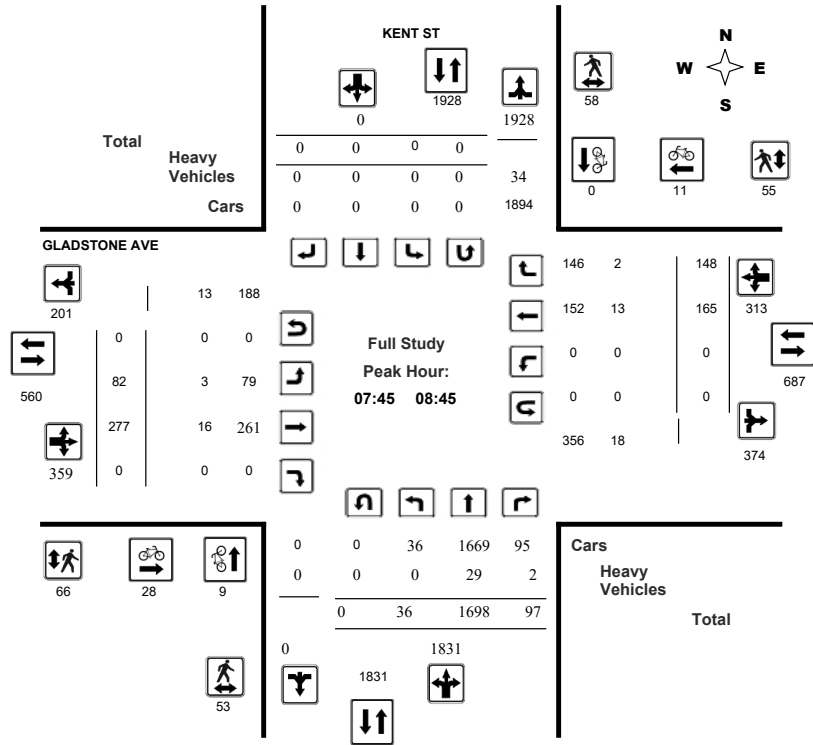 KENT ST
N
W E
S
1928
58
0 1928
Total
0 0 0 0
Heavy
Vehicles
0 0 0 0 34
0 11 55
Cars
0 0 0 0 1894
GLADSTONE AVE
146 2 148
201
13 188
152 13 165 313
0 0 0
0 0 0
Full Study
Peak Hour:
07:45 08:45
560
82 3 79
0 0 0
687
277 16 261
356 18
374
359
0 0 0
0 0 36 1669 95
Cars
0 0 0 29 2
Heavy
Vehicles
66 28 9
0 36 1698 97
Total
0 1831
1831
53